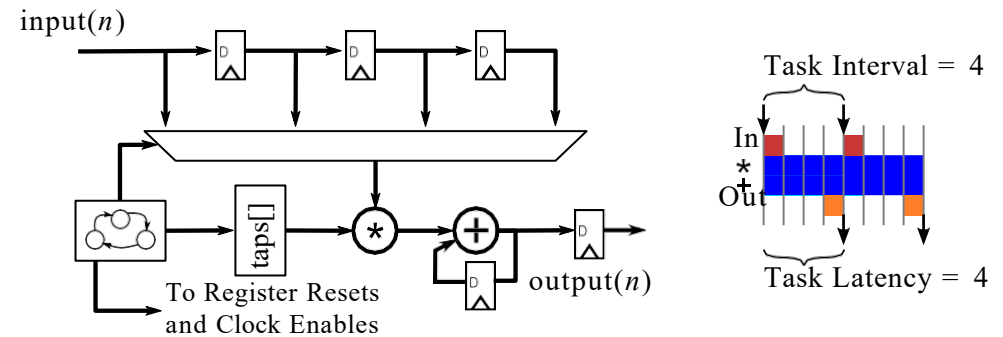 input(n)
D
D
D
taps[]
*
+
D
D
output(n)
To Register Resets
and Clock Enables
Task Interval = 4
In
*
+
Out
Task Latency = 4